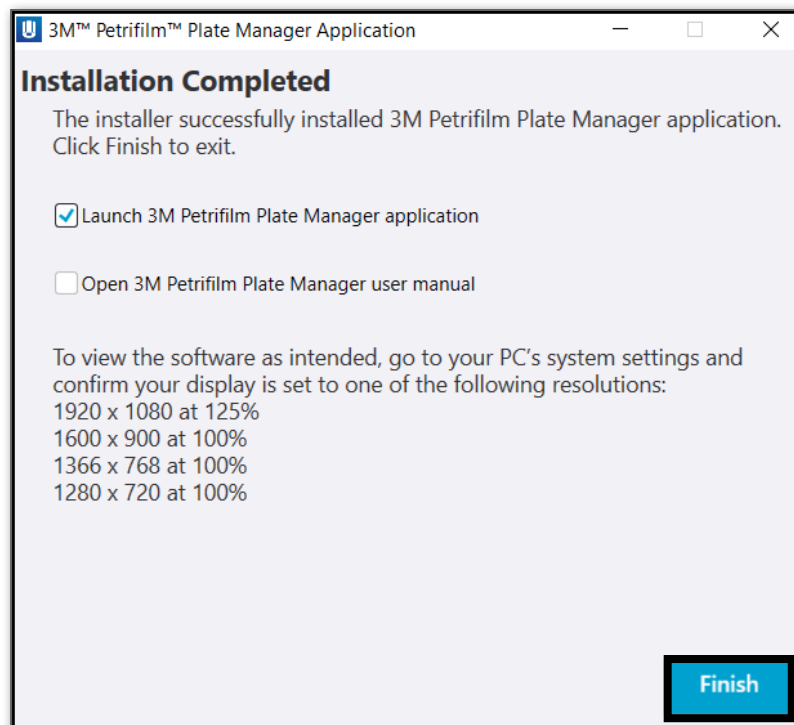 3M™ Petrifilm™ Plate Manager Application
Installation Completed
The installer successfully installed 3M Petrifilm Plate Manager application.
Click Finish to exit.
Launch 3M Petrifilm Plate Manager application
Open 3M Petrifilm Plate Manager user manual
To view the software as intended, go to your PC's system settings and
confirm your display is set to one of the following resolutions:
1920 x 1080 at 125%
1600 x 900 at 100%
1366 x 768 at 100%
1280 x 720 at 100%
Finish